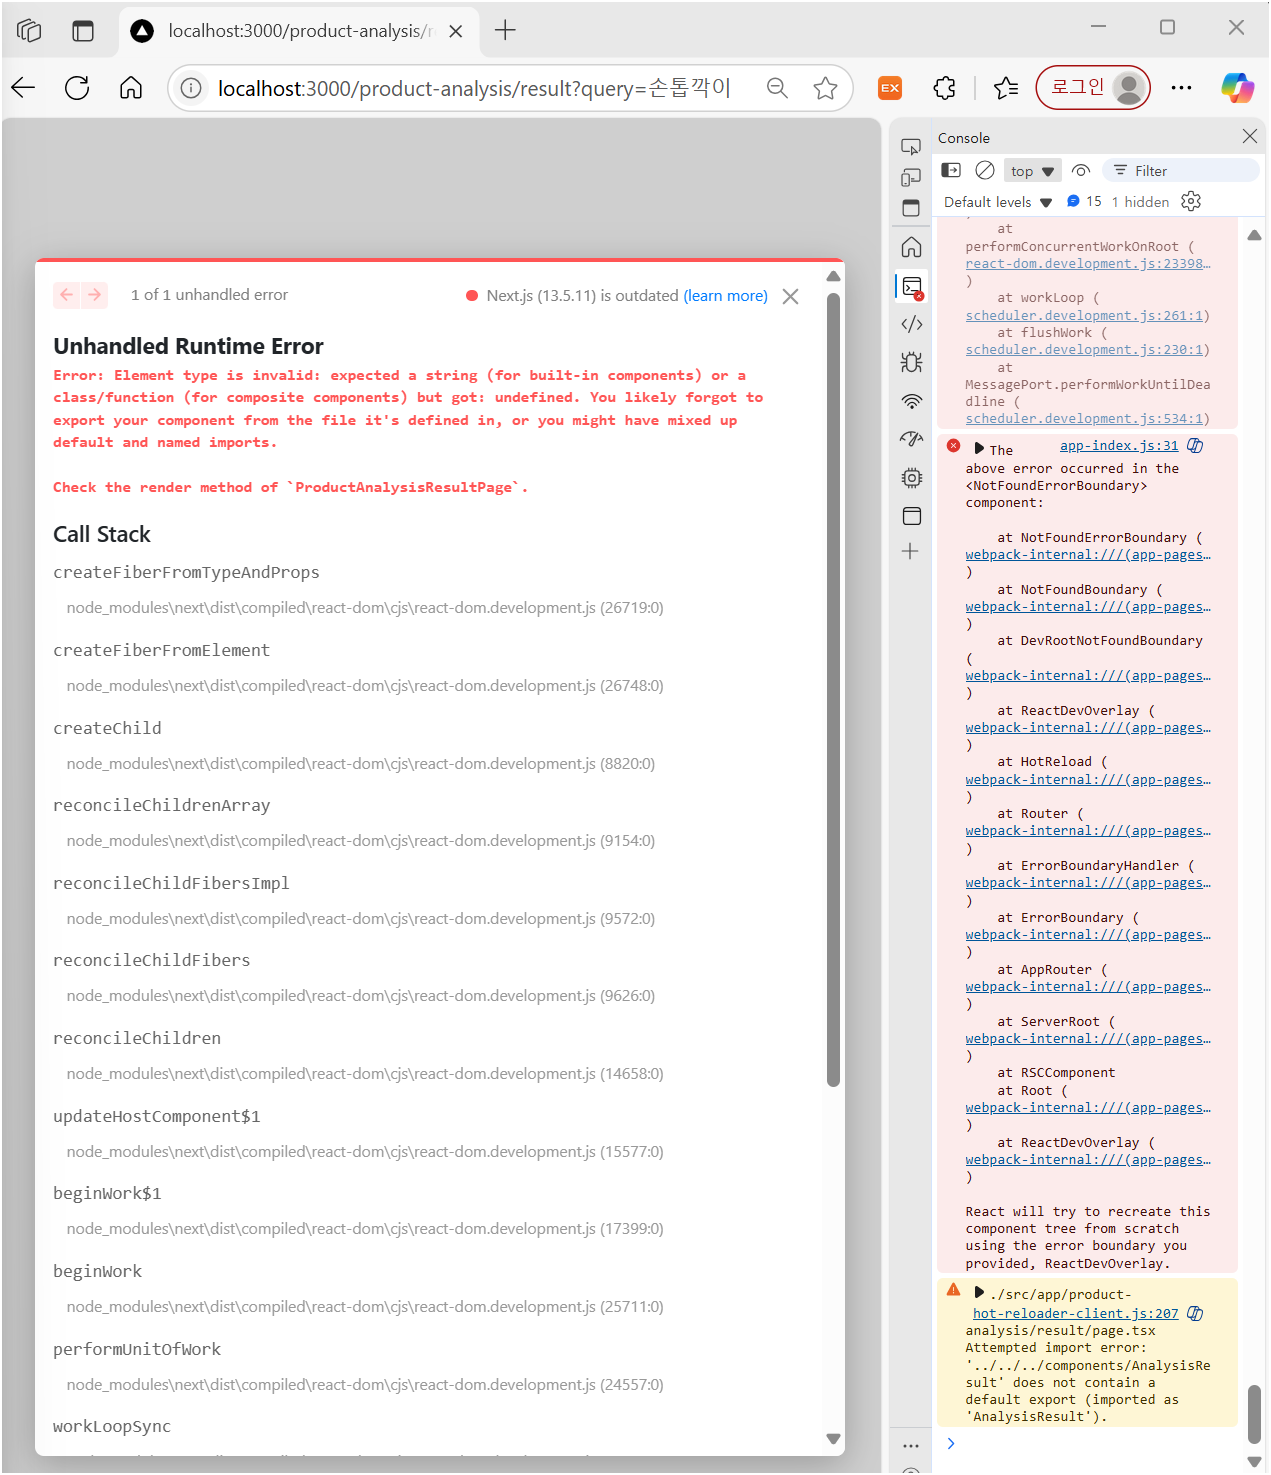 localhost:3000/product-analysis/r
localhost:3000/product-analysis/result?query=손톱깍이
EX
로그인
1 of 1 unhandled error
Next.js (13.5.11) is outdated (learn more)
Unhandled Runtime Error
Error: Element type is invalid: expected a string (for built-in components) or a
class/function (for composite components) but got: undefined. You likely forgot to
export your component from the file it's defined in, or you might have mixed up
default and named imports.
Check the render method of `ProductAnalysisResultPage`.
Call Stack
createFiberFromTypeAndProps
node_modules\next\dist\compiled\react-dom\cjs\react-dom.development.js (26719:0)
createFiberFromElement
node_modules\next\dist\compiled\react-dom\cjs\react-dom.development.js (26748:0)
createChild
node_modules\next\dist\compiled\react-dom\cjs\react-dom.development.js (8820:0)
reconcileChildrenArray
node_modules\next\dist\compiled\react-dom\cjs\react-dom.development.js (9154:0)
reconcileChildFibersImpl
node_modules\next\dist\compiled\react-dom\cjs\react-dom.development.js (9572:0)
reconcileChildFibers
node_modules\next\dist\compiled\react-dom\cjs\react-dom.development.js (9626:0)
reconcileChildren
node_modules\next\dist\compiled\react-dom\cjs\react-dom.development.js (14658:0)
updateHostComponent$1
node_modules\next\dist\compiled\react-dom\cjs\react-dom.development.js (15577:0)
beginWork$1
node_modules\next\dist\compiled\react-dom\cjs\react-dom.development.js (17399:0)
beginWork
node_modules\next\dist\compiled\react-dom\cjs\react-dom.development.js (25711:0)
performUnitOfWork
node_modules\next\dist\compiled\react-dom\cjs\react-dom.development.js (24557:0)
workLoopSync
Console
top
Filter
Default levels
15
1 hidden
at
performConcurrentWorkOnRoot (
react-dom.development.js:23398…
)
at workLoop (
scheduler.development.js:261:1)
at flushWork (
scheduler.development.js:230:1)
at
MessagePort.performWorkUntilDea
dline (
scheduler.development.js:534:1)
The
app-index.js:31
above error occurred in the
<NotFoundErrorBoundary>
component:
at NotFoundErrorBoundary (
webpack-internal:///(app-pages…
)
at NotFoundBoundary (
webpack-internal:///(app-pages…
)
at DevRootNotFoundBoundary
(
webpack-internal:///(app-pages…
)
at ReactDevOverlay (
webpack-internal:///(app-pages…
)
at HotReload (
webpack-internal:///(app-pages…
)
at Router (
webpack-internal:///(app-pages…
)
at ErrorBoundaryHandler (
webpack-internal:///(app-pages…
)
at ErrorBoundary (
webpack-internal:///(app-pages…
)
at AppRouter (
webpack-internal:///(app-pages…
)
at ServerRoot (
webpack-internal:///(app-pages…
)
at RSCComponent
at Root (
webpack-internal:///(app-pages…
)
at ReactDevOverlay (
webpack-internal:///(app-pages…
)
React will try to recreate this
component tree from scratch
using the error boundary you
provided, ReactDevOverlay.
./src/app/product-
hot-reloader-client.js:207
analysis/result/page.tsx
Attempted import error:
'../../../components/AnalysisRe
sult' does not contain a
default export (imported as
'AnalysisResult').